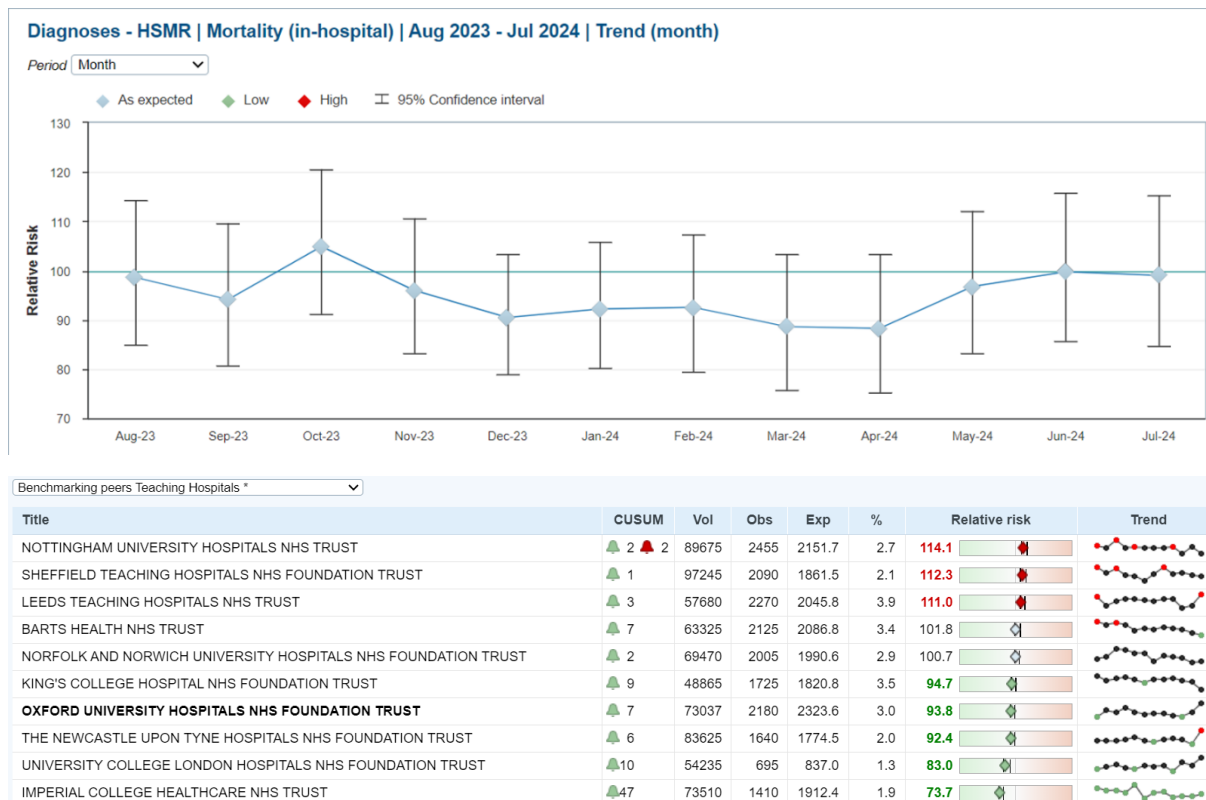 Diagnoses - HSMR | Mortality (in-hospital) | Aug 2023 - Jul 2024 | Trend (month)
Period Month
As expected Low High 95% Confidence interval
130
120
110
100
90
80
70
Relative Risk
Aug-23 Sep-23 Oct-23 Nov-23 Dec-23 Jan-24 Feb-24 Mar-24 Apr-24 May-24 Jun-24 Jul-24
Benchmarking peers Teaching Hospitals *
Title CUSUM Vol Obs Exp % Relative risk Trend
NOTTINGHAM UNIVERSITY HOSPITALS NHS TRUST 2 2 89675 2455 2151.7 2.7 114.1
SHEFFIELD TEACHING HOSPITALS NHS FOUNDATION TRUST 1 97245 2090 1861.5 2.1 112.3
LEEDS TEACHING HOSPITALS NHS TRUST 3 57680 2270 2045.8 3.9 111.0
BARTS HEALTH NHS TRUST 7 63325 2125 2086.8 3.4 101.8
NORFOLK AND NORWICH UNIVERSITY HOSPITALS NHS FOUNDATION TRUST 2 69470 2005 1990.6 2.9 100.7
KING'S COLLEGE HOSPITAL NHS FOUNDATION TRUST 9 48865 1725 1820.8 3.5 94.7
OXFORD UNIVERSITY HOSPITALS NHS FOUNDATION TRUST 7 73037 2180 2323.6 3.0 93.8
THE NEWCASTLE UPON TYNE HOSPITALS NHS FOUNDATION TRUST 6 83625 1640 1774.5 2.0 92.4
UNIVERSITY COLLEGE LONDON HOSPITALS NHS FOUNDATION TRUST 10 54235 695 837.0 1.3 83.0
IMPERIAL COLLEGE HEALTHCARE NHS TRUST 47 73510 1410 1912.4 1.9 73.7